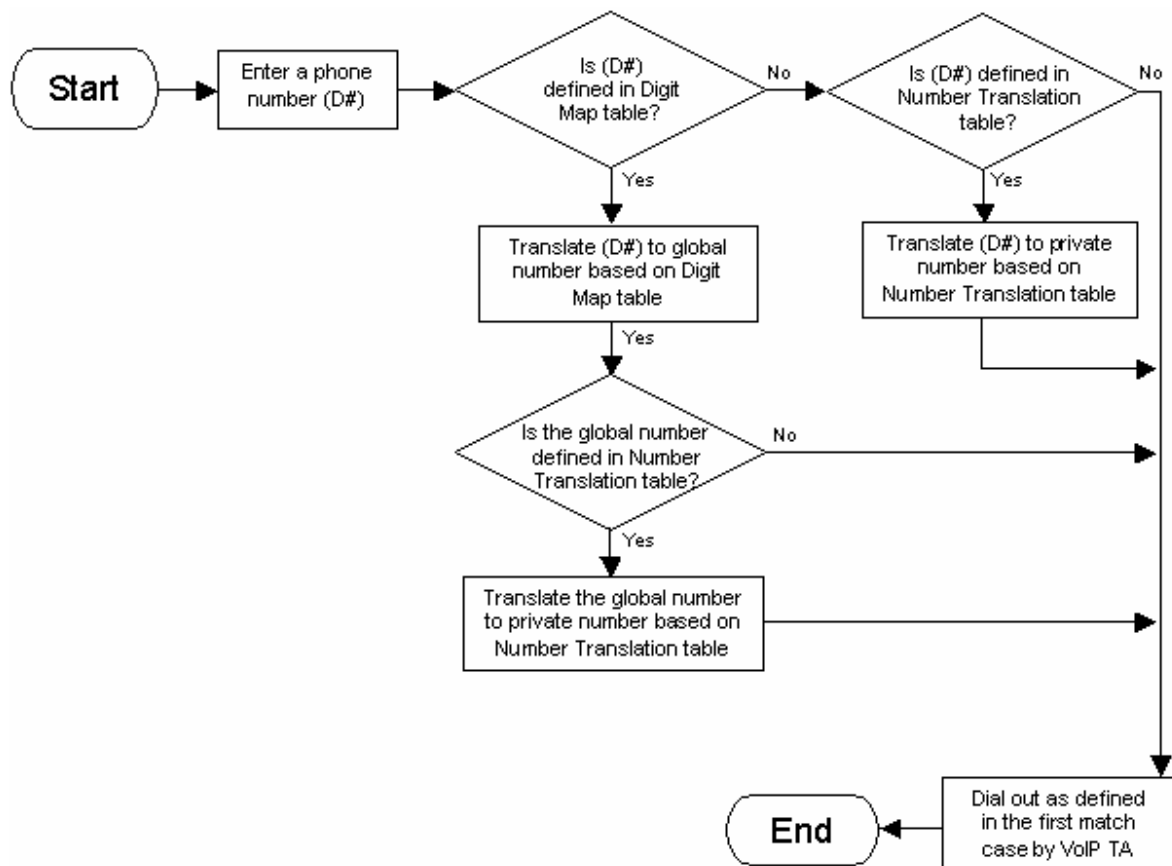 Start
Enter a phone
number (D#)
Is (D#)
defined in Digit
Map table?
No
Is (D#) defined in
Number Translation
table?
No
Yes
Yes
Translate (D#) to global
number based on Digit
Map table
Translate (D#) to private
number based on
Number Translation table
Yes
Is the global number
defined in Number
Translation table?
No
Yes
Translate the global number
to private number based on
Number Translation table
Dial out as defined
in the first match
case by VoIP TA
End